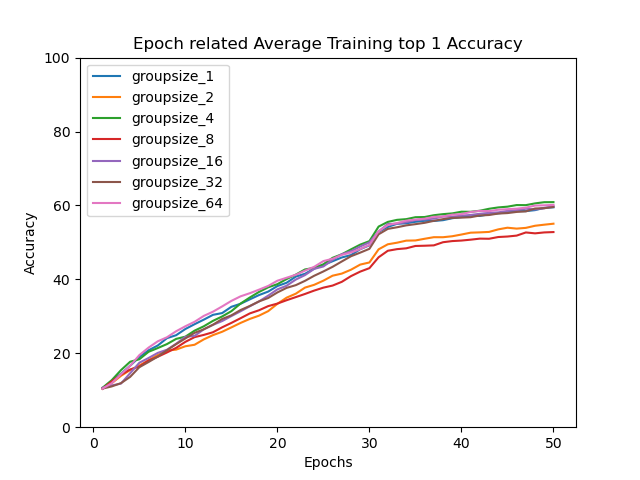 Epoch related Average Training top 1 Accuracy
100
80
60
40
20
0
Accuracy
groupsize_1
groupsize_2
groupsize_4
groupsize_8
groupsize_16
groupsize_32
groupsize_64
0 10 20 30 40 50
Epochs